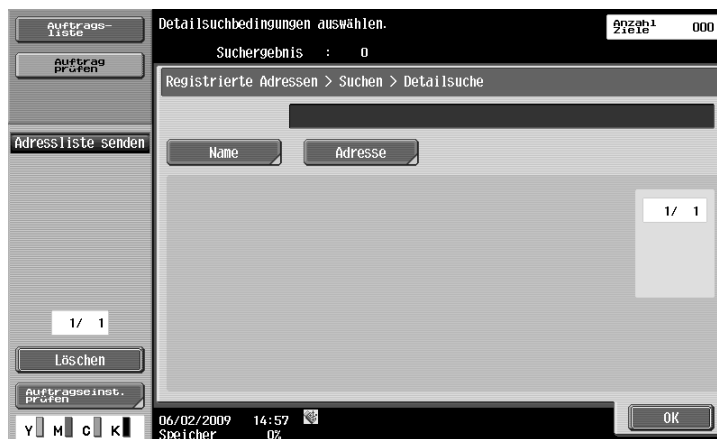 Auftrags-
liste
Auftrag
prüfen
Adressliste senden
1/ 1
Löschen
Auftragseinst.
prüfen
Y M C K
Detailsuchbedingungen auswählen.
Suchergebnis : 0
Anzahl
Ziele 000
Registrierte Adressen > Suchen > Detailsuche
Name Adresse
1/ 1
OK
06/02/2009 14:57
Speicher 0%